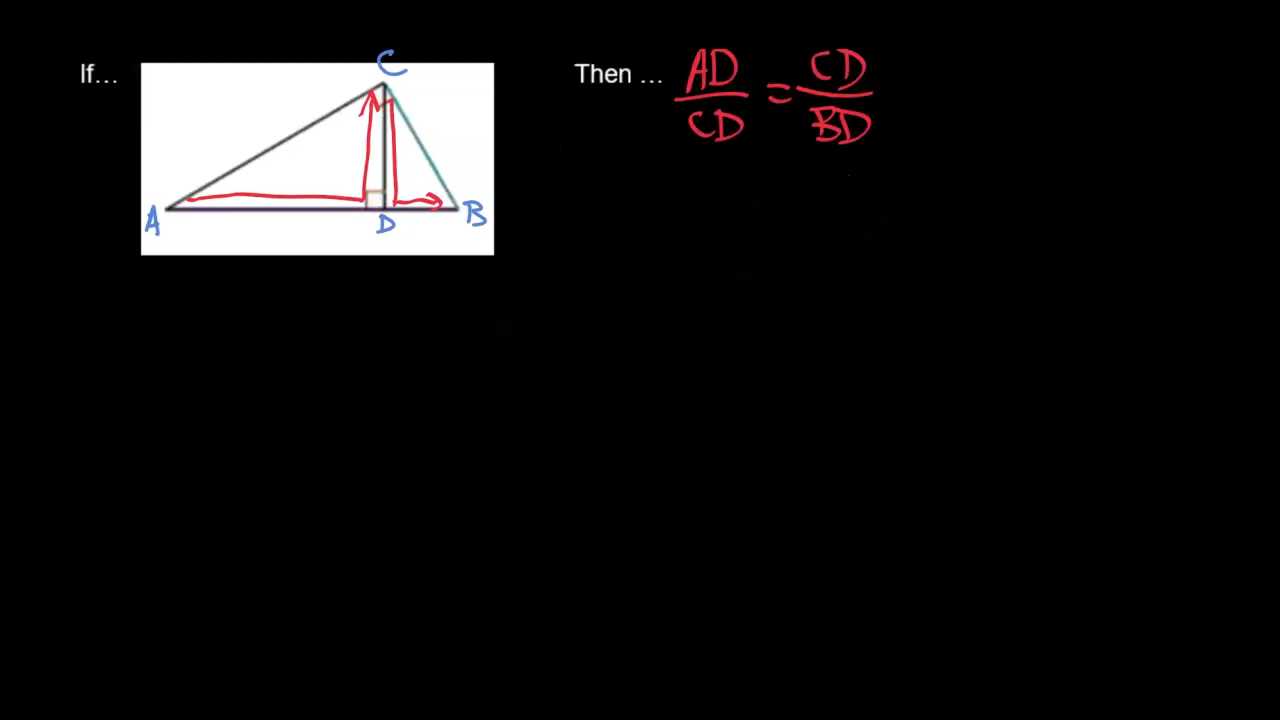 If...
C
A
D
B
Then ... AD/CD = CD/BD